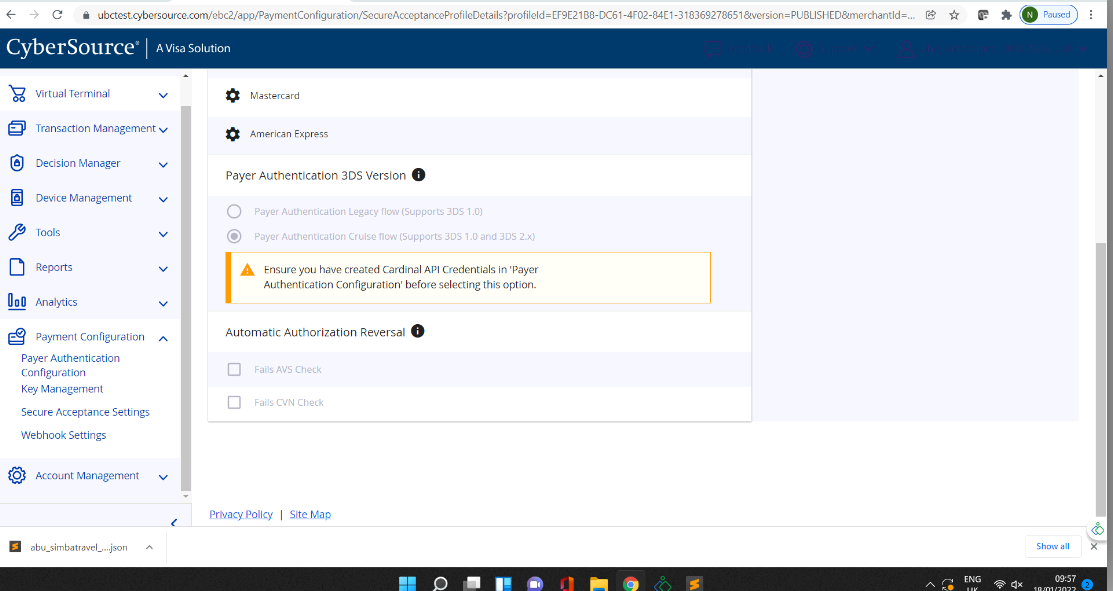 ubctest.cybersource.com/ebc2/app/PaymentConfiguration/SecureAcceptanceProfileDetails?profileId=EF9E21B8-DC61-4F02-84E1-318369278651&version=PUBLISHED&merchantId=...
N Paused
CyberSource® A Visa Solution
Virtual Terminal
Transaction Management
Decision Manager
Device Management
Tools
Reports
Analytics
Payment Configuration
Payer Authentication
Configuration
Key Management
Secure Acceptance Settings
Webhook Settings
Account Management
Mastercard
American Express
Payer Authentication 3DS Version
Payer Authentication Legacy flow (Supports 3DS 1.0)
Payer Authentication Cruise flow (Supports 3DS 1.0 and 3DS 2.x)
Ensure you have created Cardinal API Credentials in 'Payer
Authentication Configuration' before selecting this option.
Automatic Authorization Reversal
Fails AVS Check
Fails CVN Check
Privacy Policy | Site Map
abu_simbatravel_....json
Show all
ENG
UK
09:57
18/01/2022
2